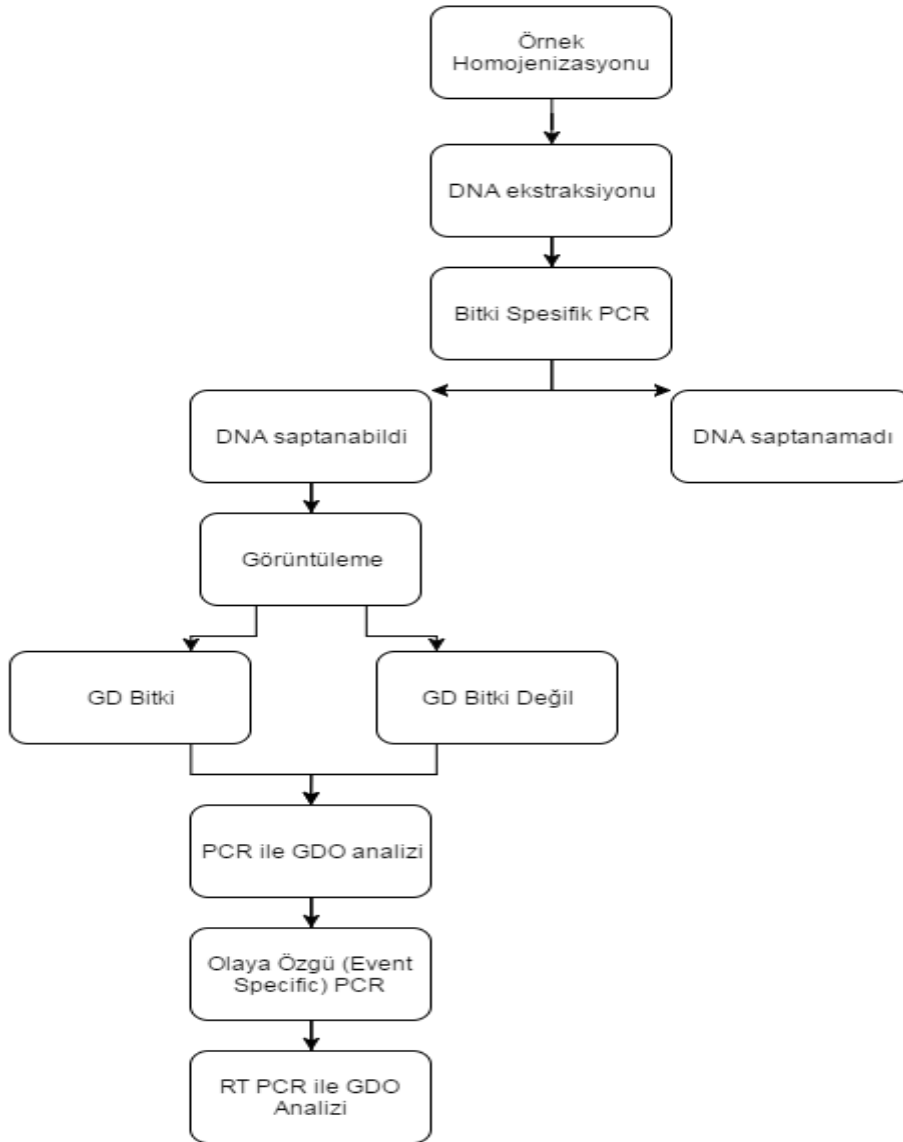 Örnek
Homojenizasyonu
DNA ekstraksiyonu
Bitki Spesifik PCR
DNA saptanabildi
DNA saptanamadı
Görüntüleme
GD Bitki
GD Bitki Değil
PCR ile GDO analizi
Olaya Özgü (Event
Specific) PCR
RT PCR ile GDO
Analizi